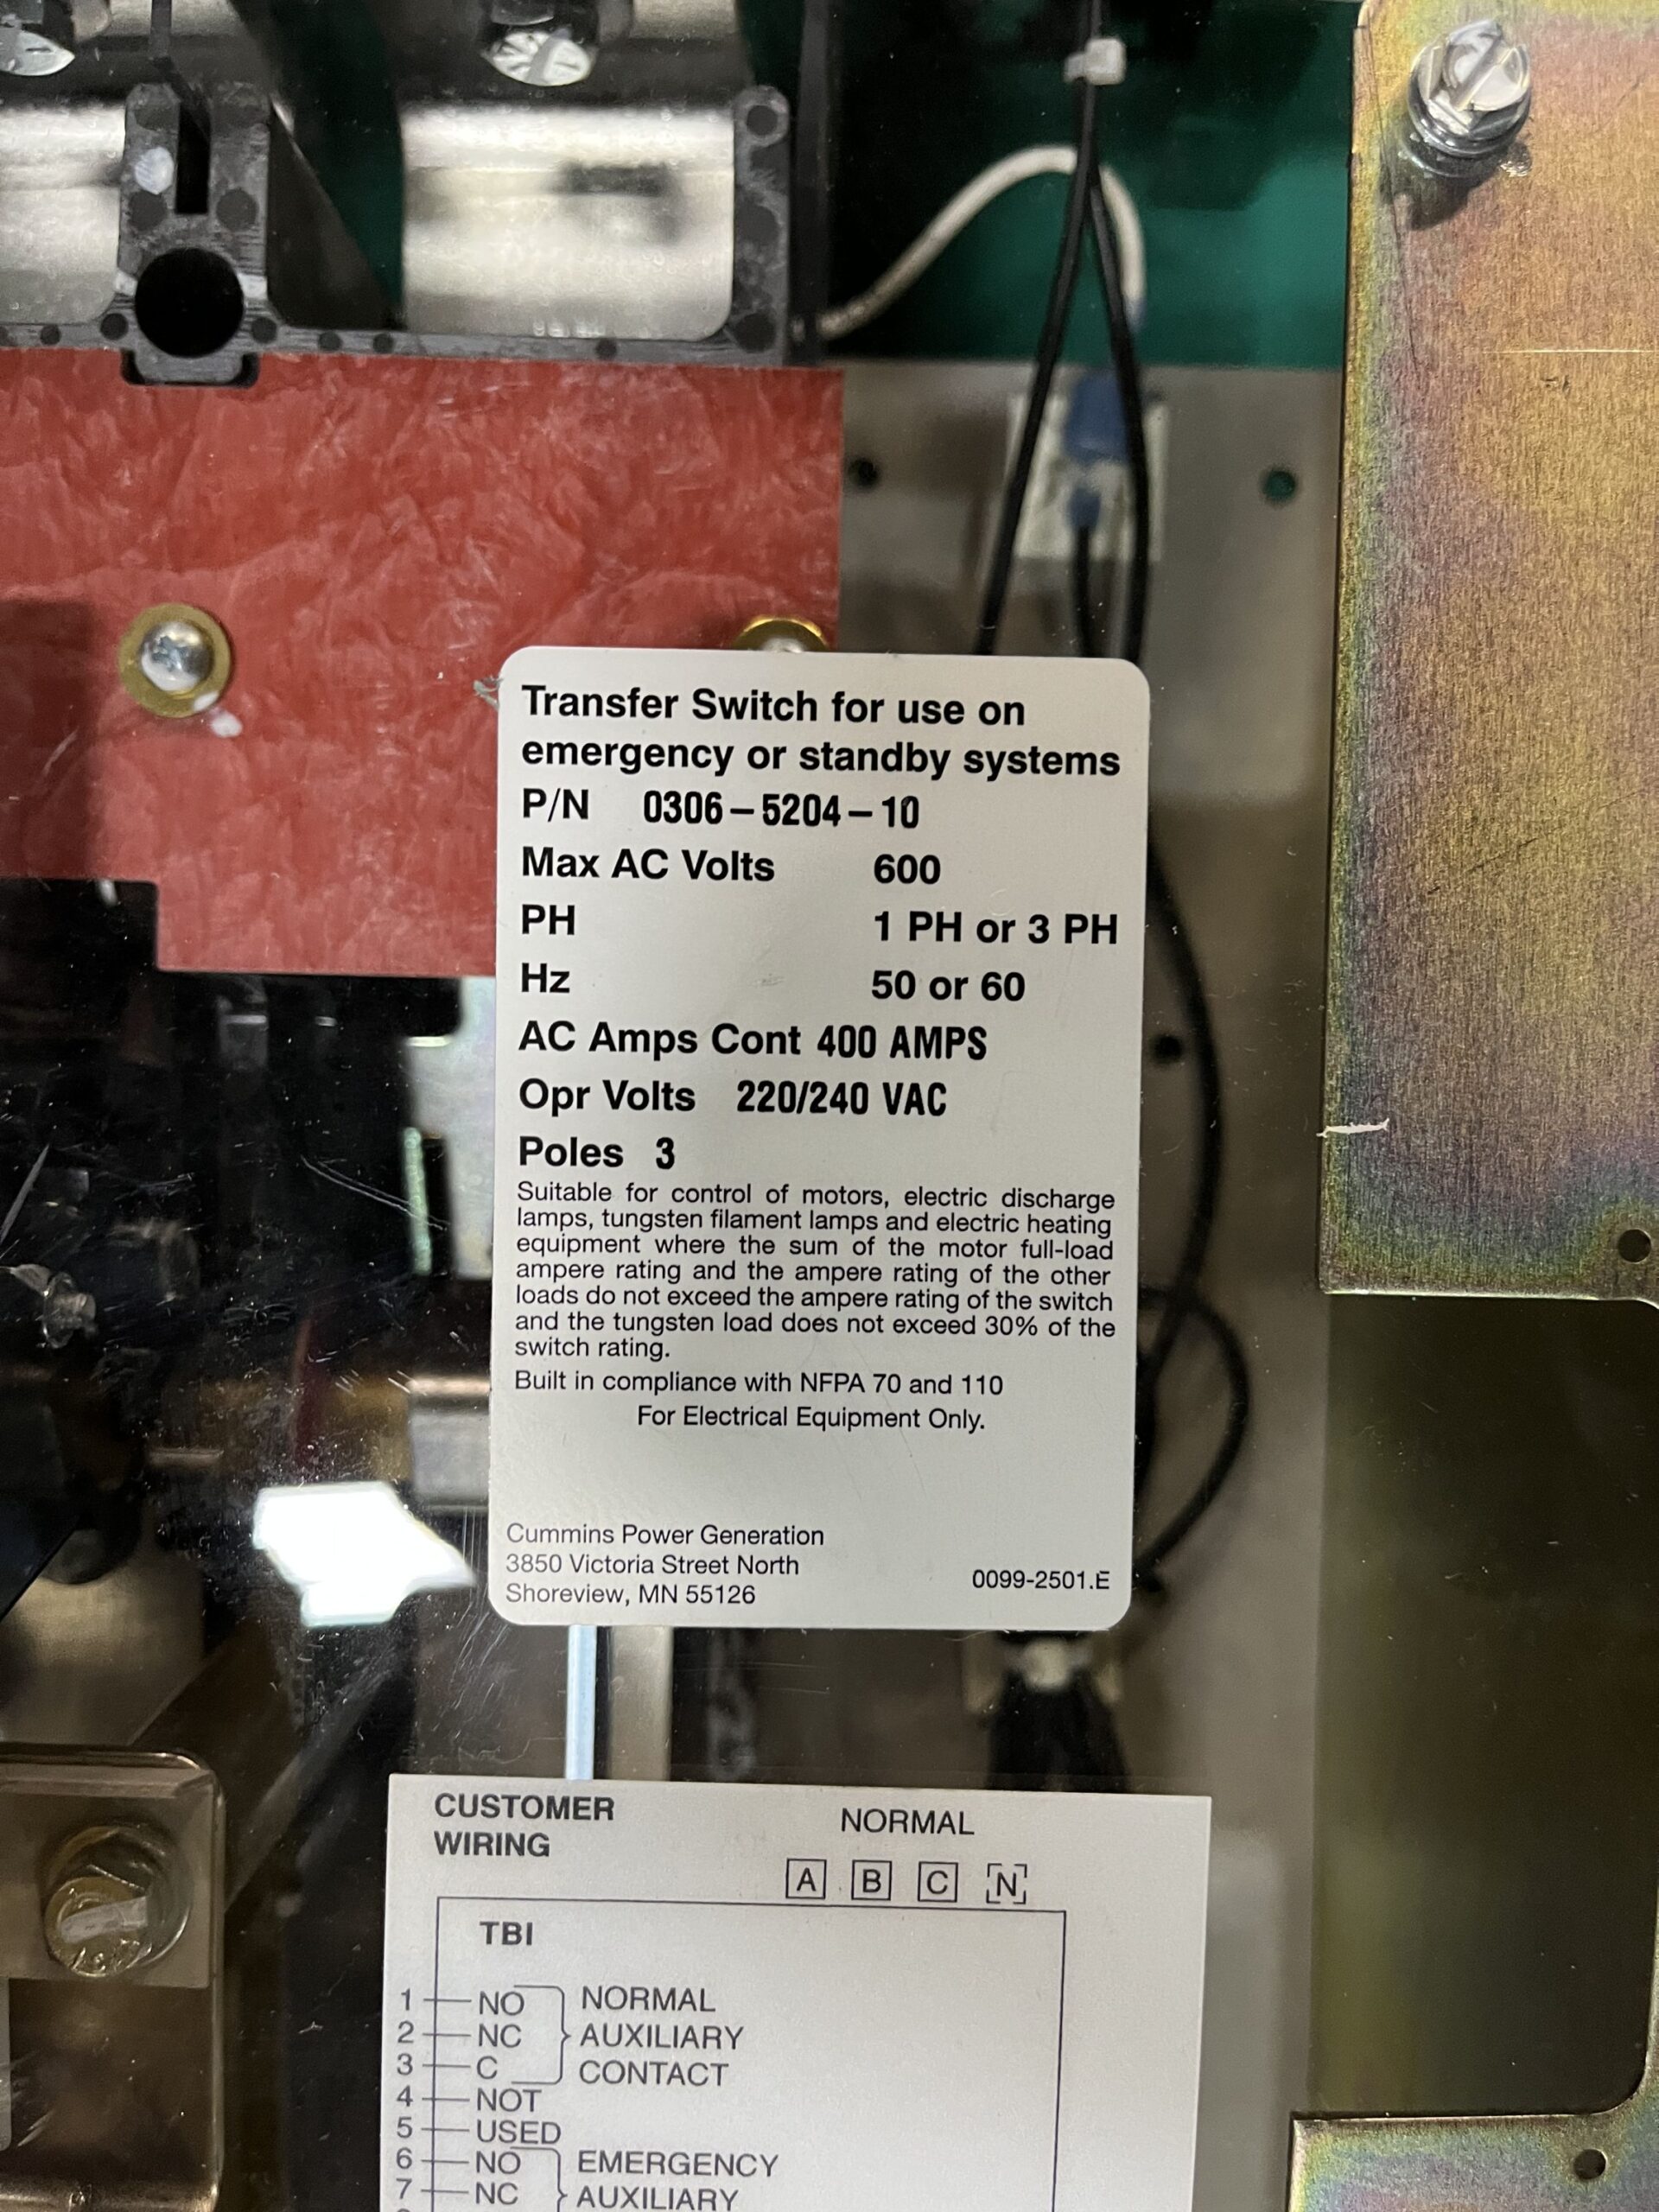 Transfer Switch for use on
emergency or standby systems
P/N 0306-5204-10
Max AC Volts 600
PH 1 PH or 3 PH
Hz 50 or 60
AC Amps Cont 400 AMPS
Opr Volts 220/240 VAC
Poles 3
Suitable for control of motors, electric discharge
lamps, tungsten filament lamps and electric heating
equipment where the sum of the motor full-load
ampere rating and the ampere rating of the other
loads do not exceed the ampere rating of the switch
and the tungsten load does not exceed 30% of the
switch rating.
Built in compliance with NFPA 70 and 110
For Electrical Equipment Only.
Cummins Power Generation
3850 Victoria Street North
Shoreview, MN 55126
0099-2501.E
CUSTOMER
WIRING
NORMAL
A B C N
TBI
1 NO NORMAL
2 NC AUXILIARY
3 C CONTACT
4 NOT
5 USED
6 NO EMERGENCY
7 NC AUXILIARY